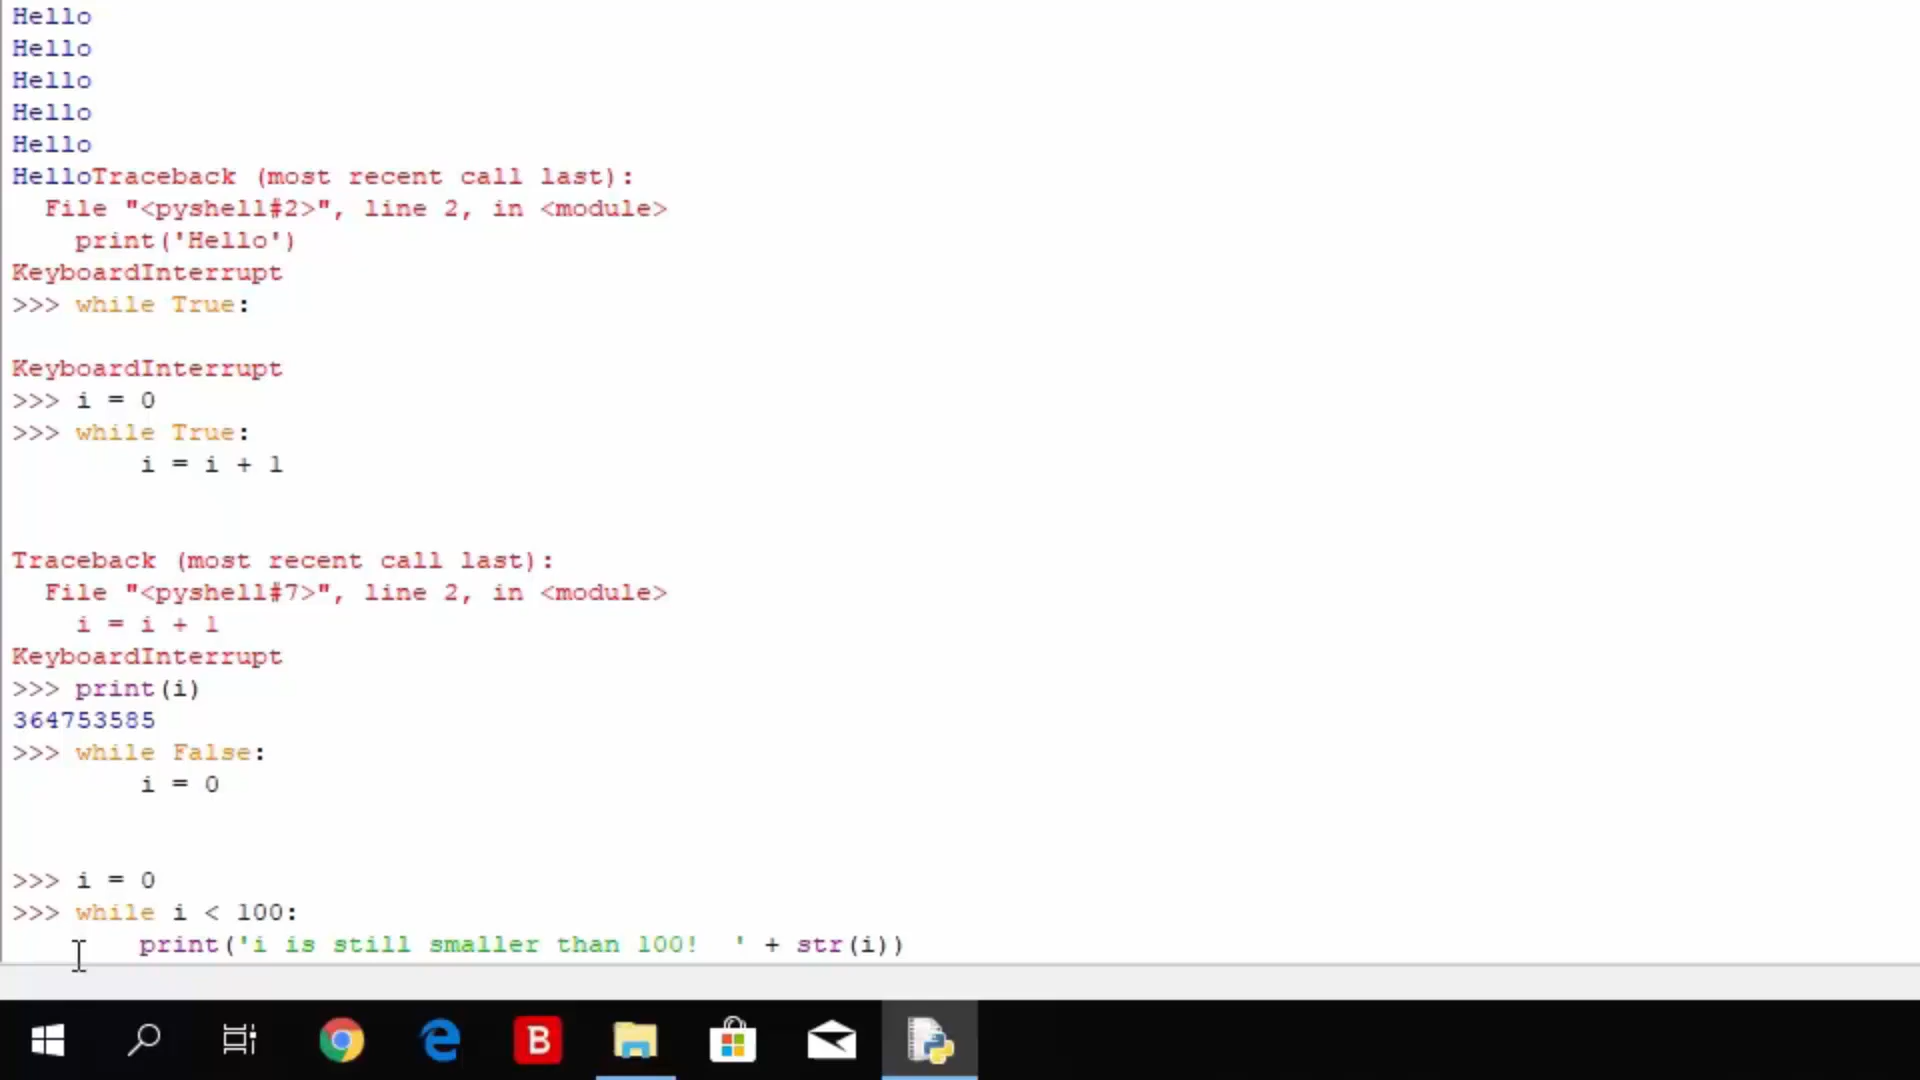 Hello
Hello
Hello
Hello
Hello
HelloTraceback (most recent call last):
  File "<pyshell#2>", line 2, in <module>
    print('Hello')
KeyboardInterrupt
>>> while True:
KeyboardInterrupt
>>> i = 0
>>> while True:
        i = i + 1
Traceback (most recent call last):
  File "<pyshell#7>", line 2, in <module>
    i = i + 1
KeyboardInterrupt
>>> print(i)
364753585
>>> while False:
        i = 0
>>> i = 0
>>> while i < 100:
        print('i is still smaller than 100!  ' + str(i))
B